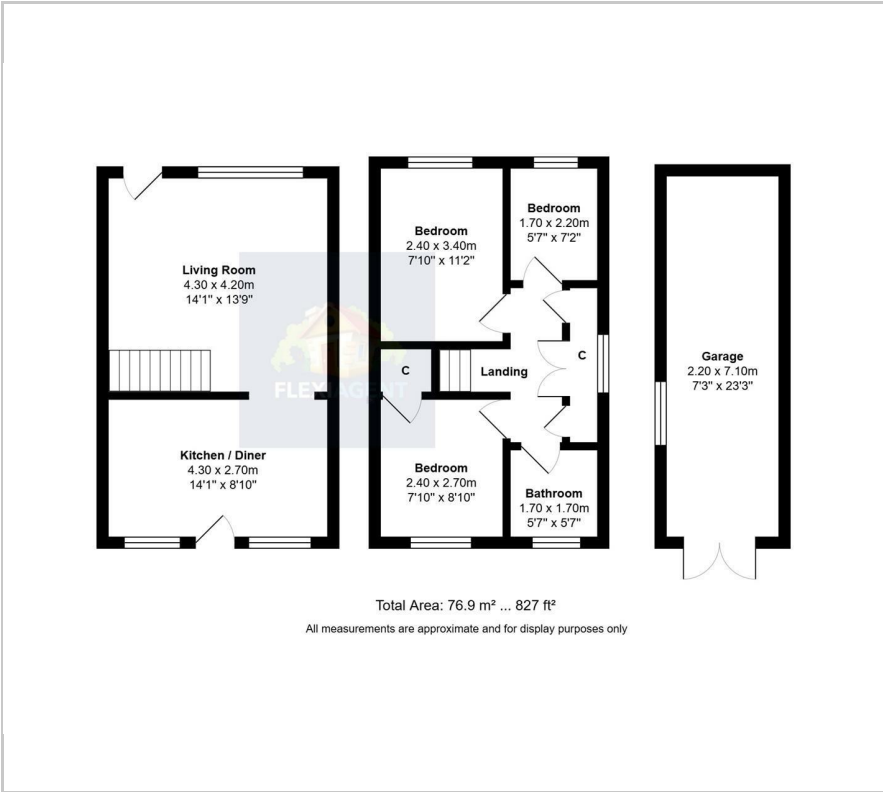 Living Room
4.30 x 4.20m
14'1" x 13'9"
Kitchen / Diner
4.30 x 2.70m
14'1" x 8'10"
Bedroom
2.40 x 3.40m
7'10" x 11'2"
Bedroom
1.70 x 2.20m
5'7" x 7'2"
C
Landing
C
Bedroom
2.40 x 2.70m
7'10" x 8'10"
Bathroom
1.70 x 1.70m
5'7" x 5'7"
Garage
2.20 x 7.10m
7'3" x 23'3"
FLEXIAGENT
Total Area: 76.9 m² ... 827 ft²
All measurements are approximate and for display purposes only